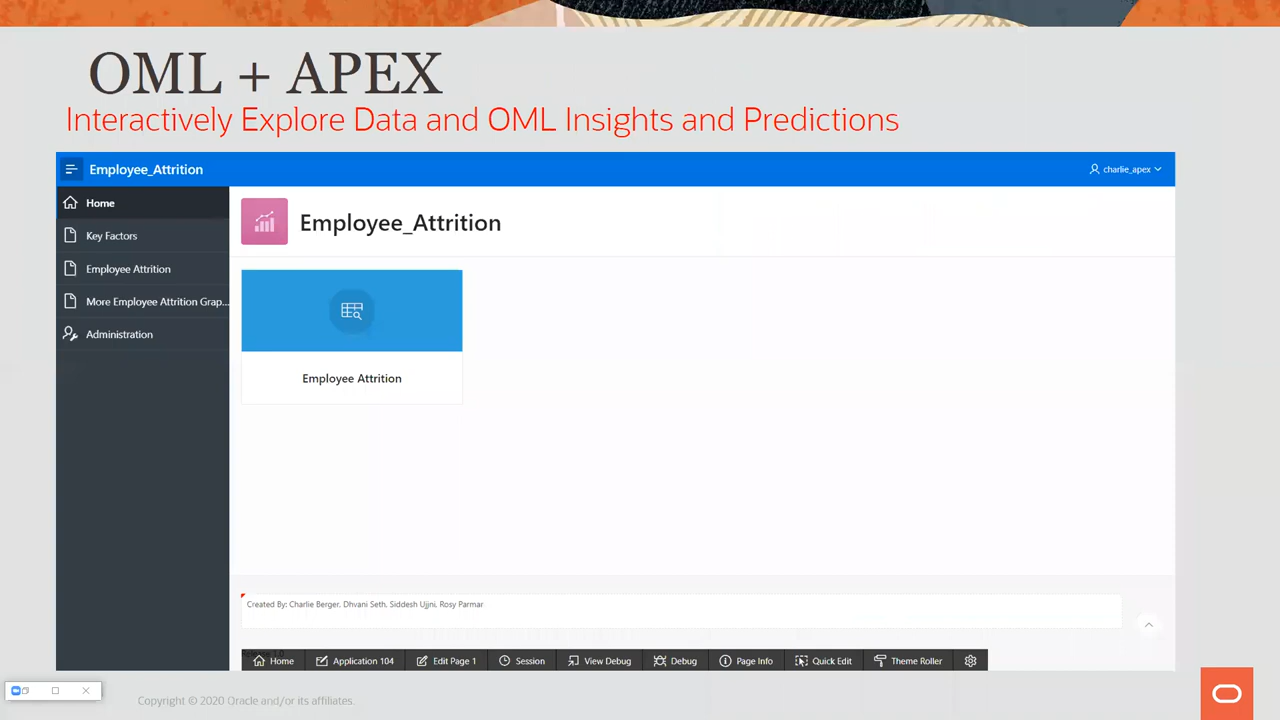 OML + APEX
Interactively Explore Data and OML Insights and Predictions
Employee_Attrition
charlie_apex
Home
Key Factors
Employee Attrition
More Employee Attrition Grap...
Administration
Employee_Attrition
Employee Attrition
Created By: Charlie Berger, Dhvani Seth, Siddesh Ujjni, Rosy Parmar
Home Application 104 Edit Page 1 Session View Debug Debug Page Info Quick Edit Theme Roller
Copyright © 2020 Oracle and/or its affiliates.